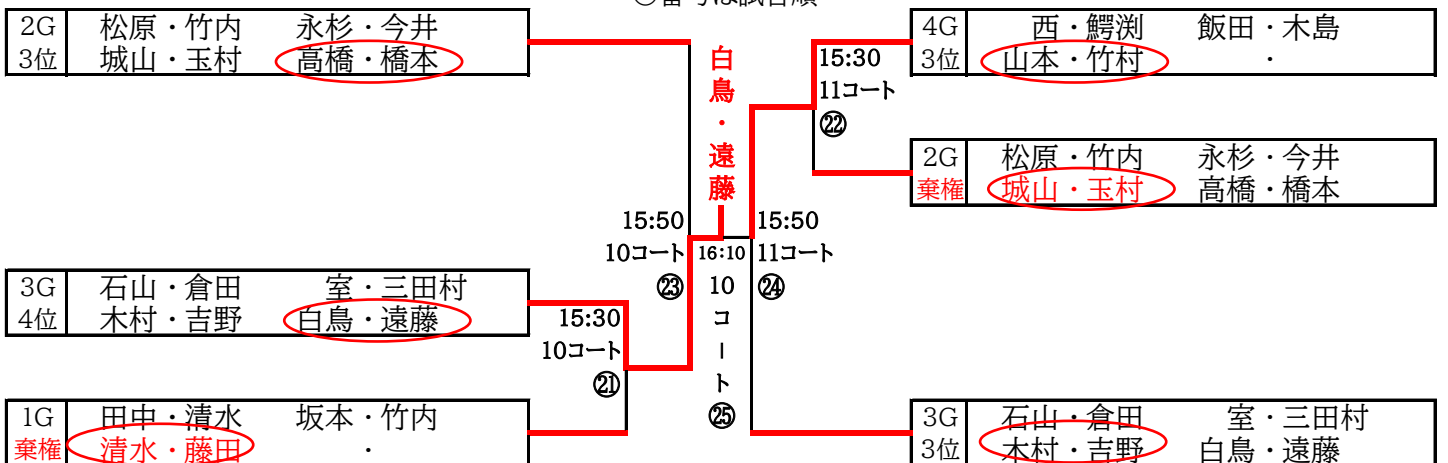 2G 松原・竹内 永杉・今井
3位 城山・玉村 高橋・橋本
4G 西・鰐渕 飯田・木島
3位 山本・竹村 ・
白鳥・遠藤
15:30
11コート
㉒
2G 松原・竹内 永杉・今井
棄権 城山・玉村 高橋・橋本
15:50
10コート
㉓
16:10
10コート
㉕
15:50
11コート
㉔
3G 石山・倉田 室・三田村
4位 木村・吉野 白鳥・遠藤
15:30
10コート
㉑
1G 田中・清水 坂本・竹内
棄権 清水・藤田 ・
3G 石山・倉田 室・三田村
3位 木村・吉野 白鳥・遠藤